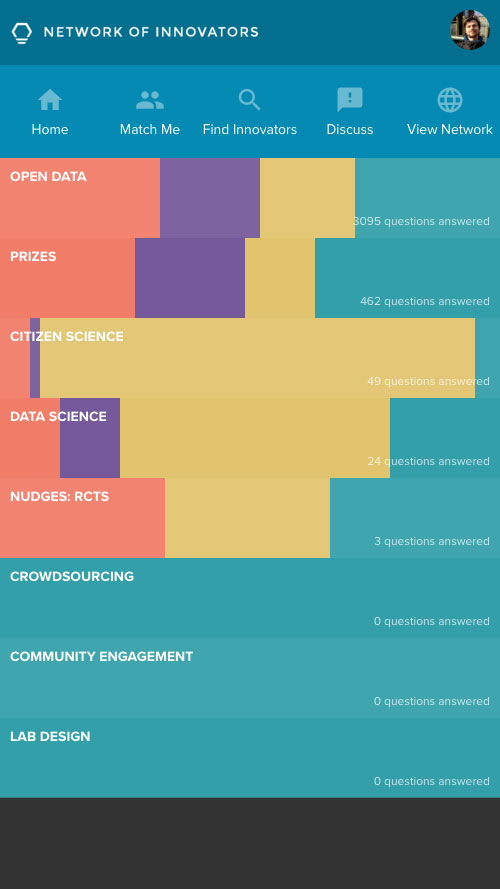 NETWORK OF INNOVATORS
Home Match Me Find Innovators Discuss View Network
OPEN DATA
3095 questions answered
PRIZES
462 questions answered
CITIZEN SCIENCE
49 questions answered
DATA SCIENCE
24 questions answered
NUDGES: RCTS
3 questions answered
CROWDSOURCING
0 questions answered
COMMUNITY ENGAGEMENT
0 questions answered
LAB DESIGN
0 questions answered